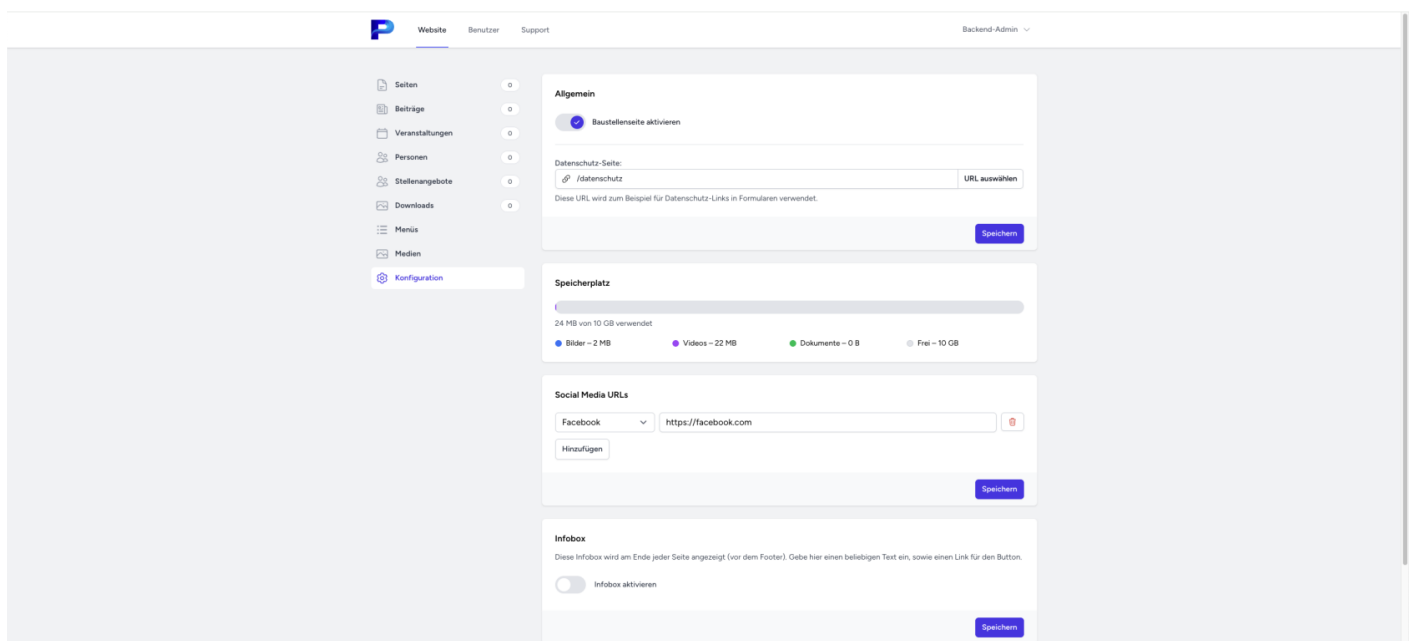 Website Benutzer Support Backend-Admin
Seiten 0
Beiträge 0
Veranstaltungen 0
Personen 0
Stellenangebote 0
Downloads 0
Menüs
Medien
Konfiguration
Allgemein
Baustellenseite aktivieren
Datenschutz-Seite:
/datenschutz URL auswählen
Diese URL wird zum Beispiel für Datenschutz-Links in Formularen verwendet.
Speichern
Speicherplatz
24 MB von 10 GB verwendet
Bilder – 2 MB Videos – 22 MB Dokumente – 0 B Frei – 10 GB
Social Media URLs
Facebook https://facebook.com
Hinzufügen
Speichern
Infobox
Diese Infobox wird am Ende jeder Seite angezeigt (vor dem Footer). Gebe hier einen beliebigen Text ein, sowie einen Link für den Button.
Infobox aktivieren
Speichern